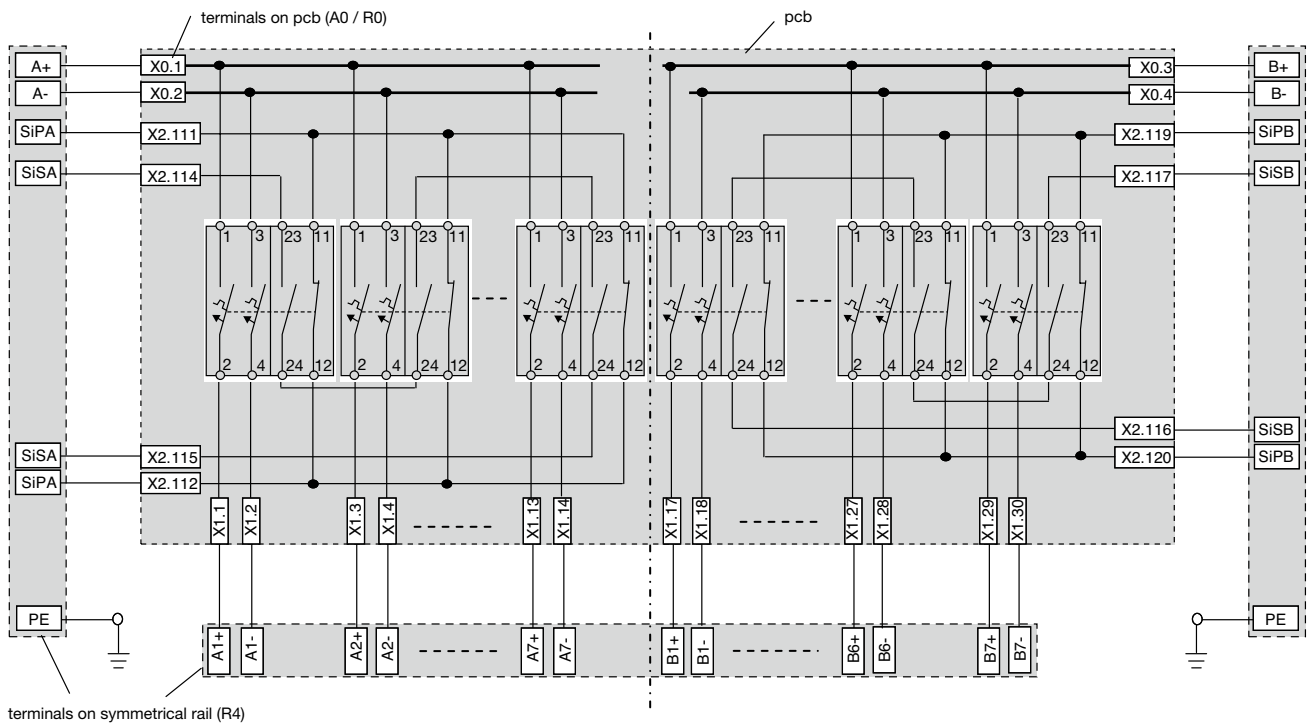 terminals on pcb (A0 / R0)
pcb
A+ X0.1 X0.3 B+
A- X0.2 X0.4 B-
SiPA X2.111 X2.119 SiPB
SiSA X2.114 X2.117 SiSB
1 3 23 11 1 3 23 11 1 3 23 11 1 3 23 11 1 3 23 11 1 3 23 11
2 4 24 12 2 4 24 12 2 4 24 12 2 4 24 12 2 4 24 12 2 4 24 12
X2.116 SiSB
SiSA X2.115 X2.120 SiPB
SiPA X2.112
X1.1 X1.2 X1.3 X1.4 X1.13 X1.14 X1.17 X1.18 X1.27 X1.28 X1.29 X1.30
PE PE
A1+ A1- A2+ A2- A7+ A7- B1+ B1- B6+ B6- B7+ B7-
terminals on symmetrical rail (R4)